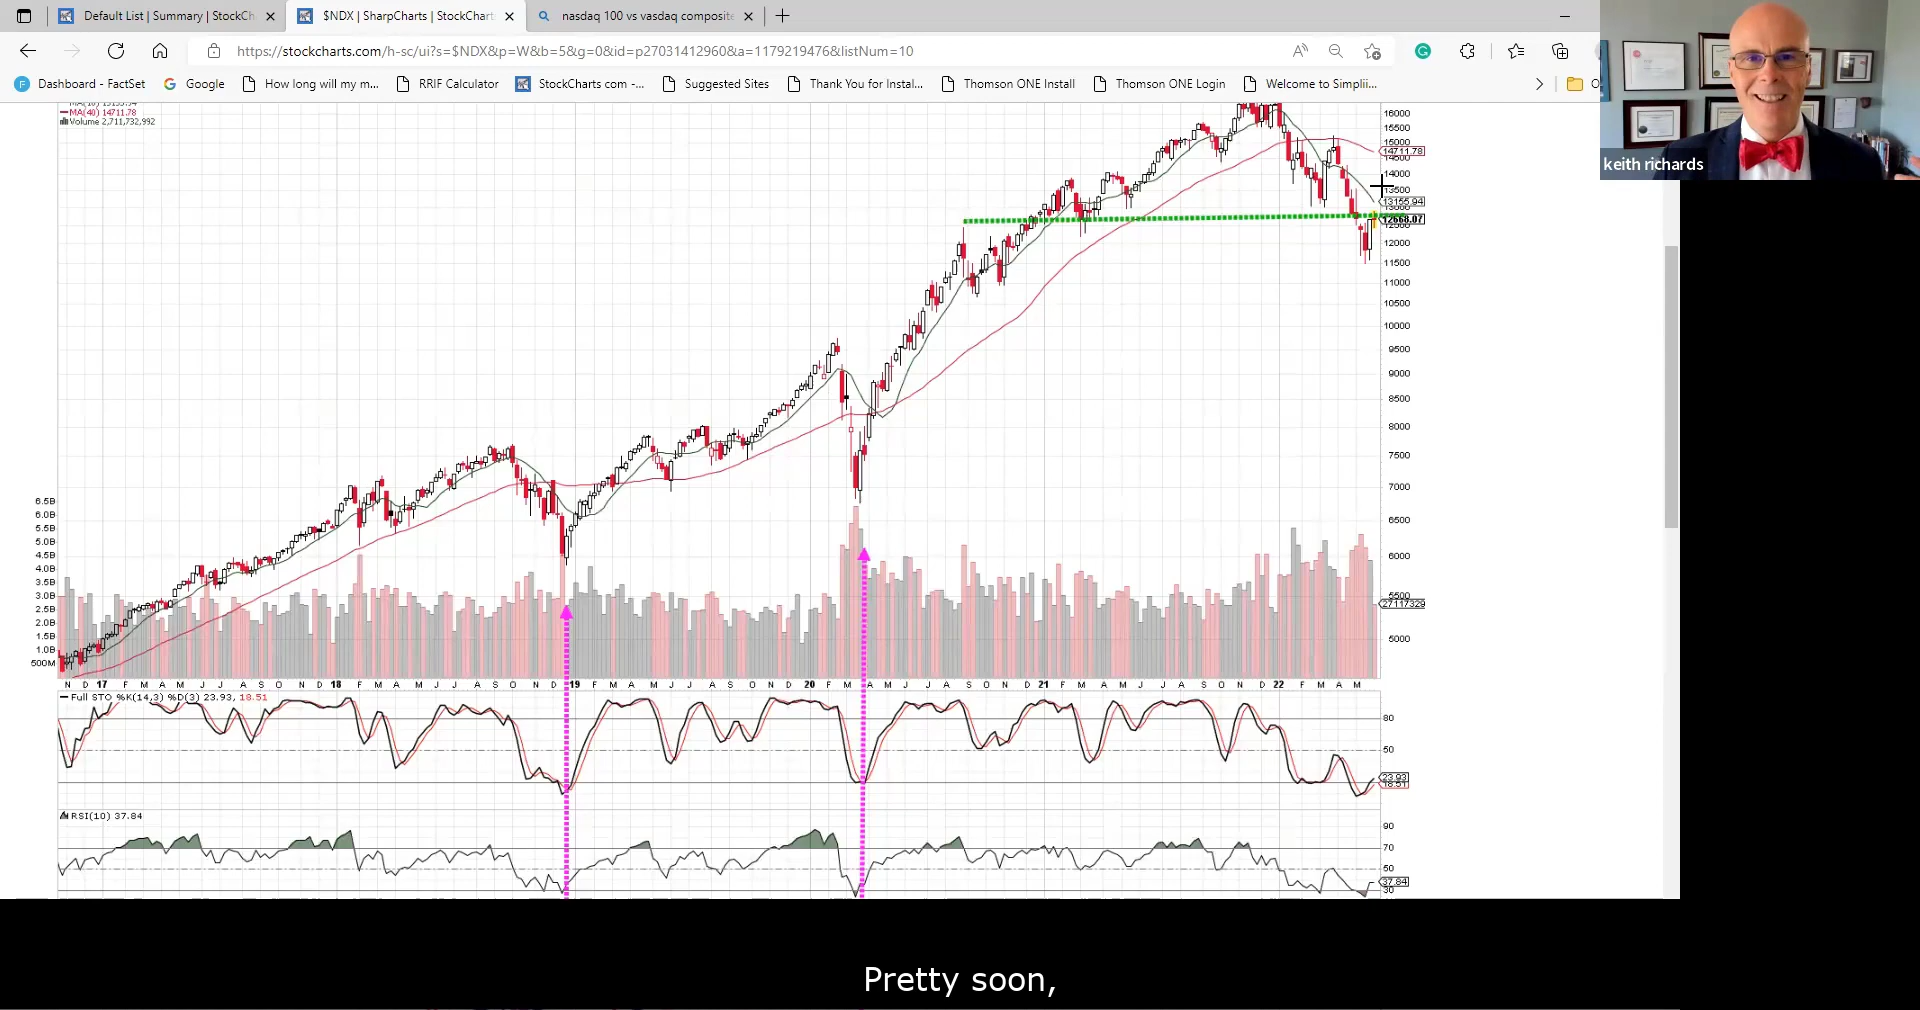 Default List | Summary | StockCh
$NDX | SharpCharts | StockChart
nasdaq 100 vs vasdaq composite
https://stockcharts.com/h-sc/ui?s=$NDX&p=W&b=5&g=0&id=p27031412960&a=1179219476&listNum=10
Dashboard - FactSet Google How long will my m... RRIF Calculator StockCharts com -... Suggested Sites Thank You for Instal... Thomson ONE Install Thomson ONE Login Welcome to Simplii... O
keith richards
MA(40) 14711.78
Volume 2,711,732,992
16000
15500
15000
14711.78
14500
14000
13500
13155.94
13000
12668.07
12500
12000
11500
11000
10500
10000
9500
9000
8500
8000
7500
7000
6500
6000
5500
27117329
5000
6.5B
6.0B
5.5B
5.0B
4.5B
4.0B
3.5B
3.0B
2.5B
2.0B
1.5B
1.0B
500M
N D 17 F M A M J J A S O N D 18 F M A M J J A S O N D 19 F M A M J J A S O N D 20 F M A M J J A S O N D 21 F M A M J J A S O N D 22 F M A M
Full STO %K(14,3) %D(3) 23.93, 18.51
80
50
23.93
18.51
RSI(10) 37.84
90
70
50
37.84
30
Pretty soon,